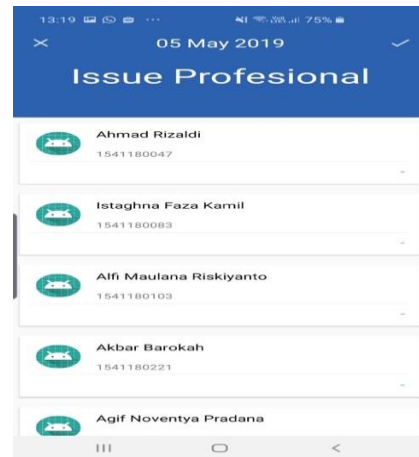 13:19 75%
05 May 2019
Issue Profesional
Ahmad Rizaldi
1541180047
-
Istaghna Faza Kamil
1541180083
-
Alfi Maulana Riskiyanto
1541180103
-
Akbar Barokah
1541180221
-
Agif Noventya Pradana